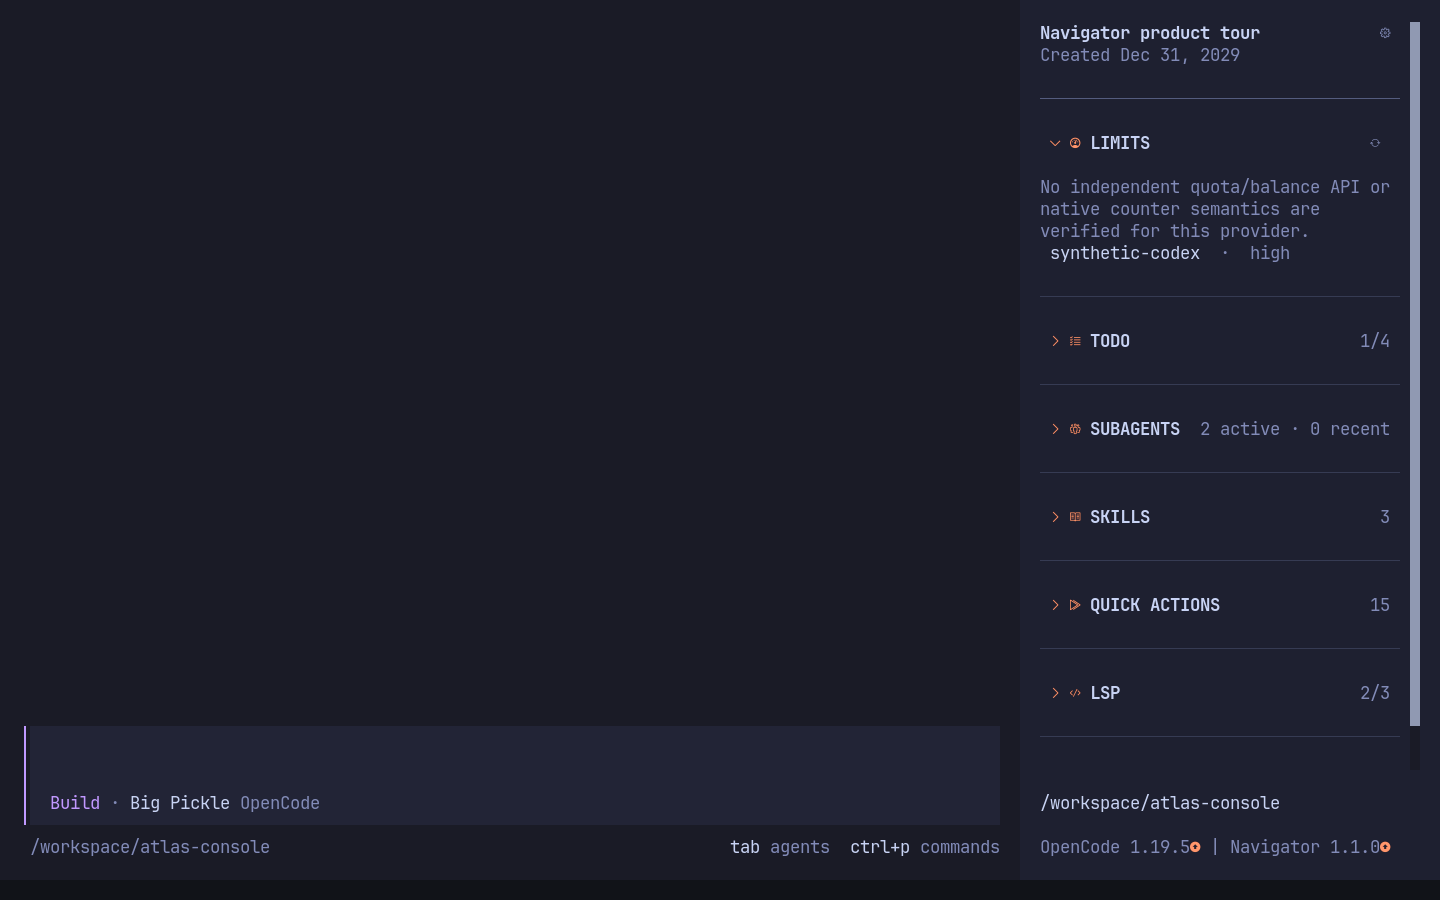 Navigator product tour
Created Dec 31, 2029
LIMITS
No independent quota/balance API or
native counter semantics are
verified for this provider.
synthetic-codex · high
TODO 1/4
SUBAGENTS 2 active · 0 recent
SKILLS 3
QUICK ACTIONS 15
LSP 2/3
Build · Big Pickle OpenCode
/workspace/atlas-console tab agents ctrl+p commands
/workspace/atlas-console
OpenCode 1.19.5 | Navigator 1.1.0